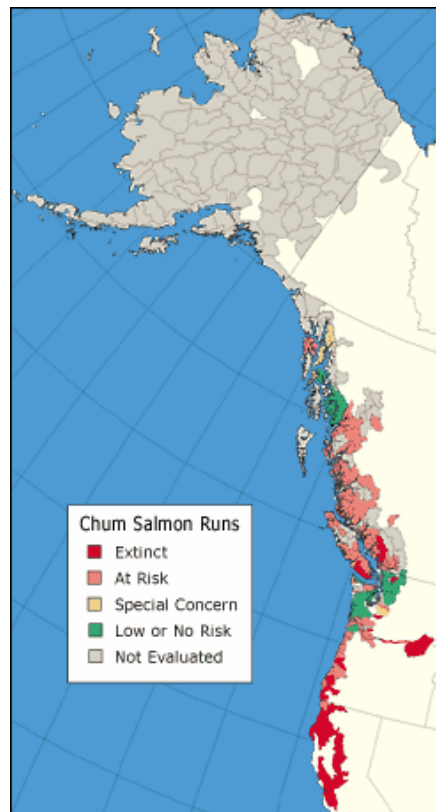 Chum Salmon Runs
Extinct
At Risk
Special Concern
Low or No Risk
Not Evaluated